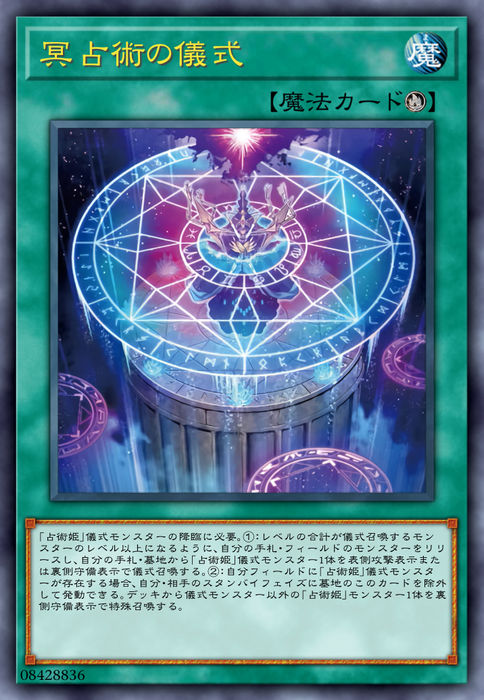 冥占術の儀式
魔
【魔法カード】
「占術姫」儀式モンスターの降臨に必要。①:レベルの合計が儀式召喚するモン
スターのレベル以上になるように、自分の手札・フィールドのモンスターをリリ
ースし、自分の手札・墓地から「占術姫」儀式モンスター1体を表側攻撃表示また
は裏側守備表示で儀式召喚する。②:自分フィールドに「占術姫」儀式モンスタ
ーが存在する場合、自分・相手のスタンバイフェイズに墓地のこのカードを除外
して発動できる。デッキから儀式モンスター以外の「占術姫」モンスター1体を裏
側守備表示で特殊召喚する。
08428836